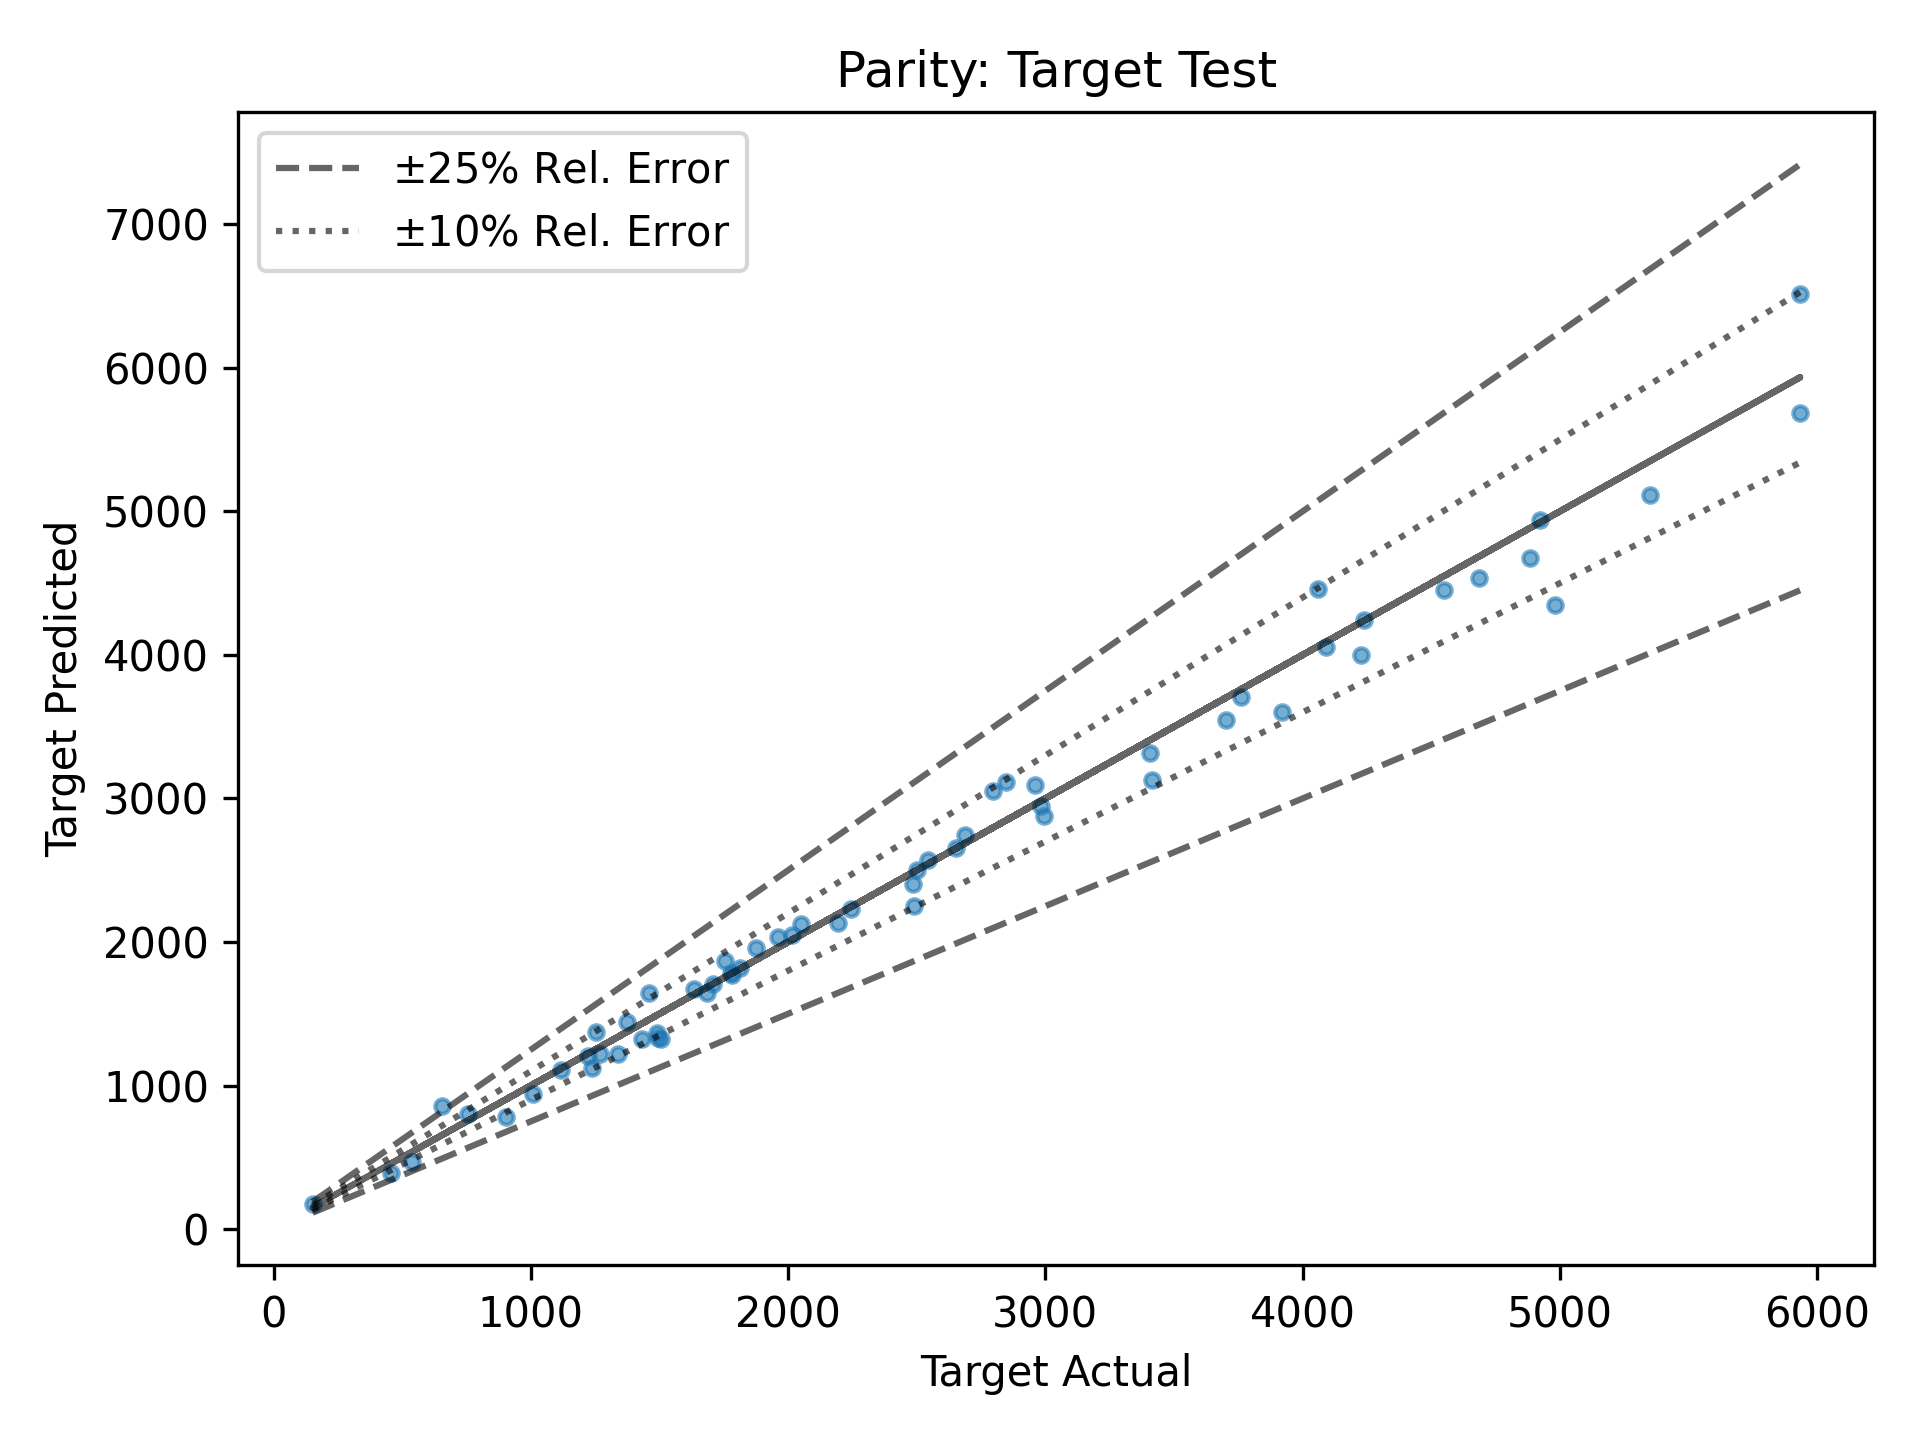 Parity: Target Test
±25% Rel. Error
±10% Rel. Error
Target Predicted
7000
6000
5000
4000
3000
2000
1000
0
0 1000 2000 3000 4000 5000 6000
Target Actual